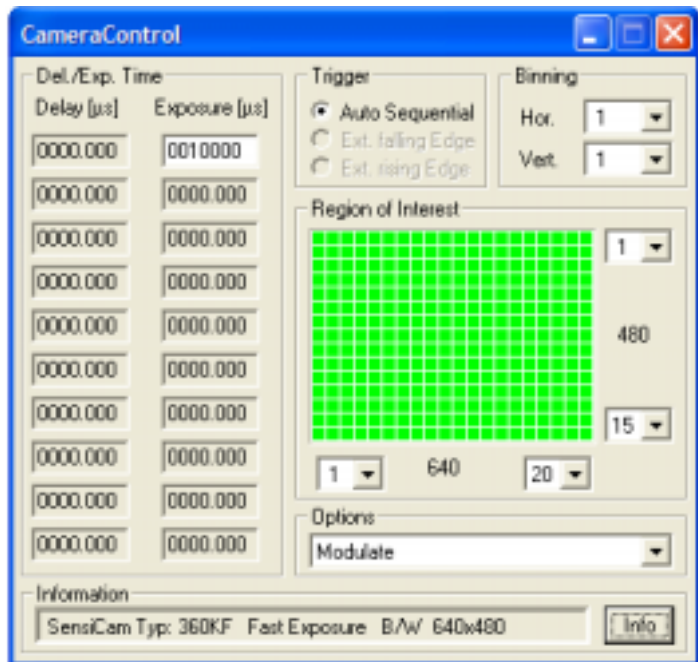 CameraControl
Del./Exp. Time
Delay [µs] Exposure [µs]
0000.000 0010000
0000.000 0000.000
0000.000 0000.000
0000.000 0000.000
0000.000 0000.000
0000.000 0000.000
0000.000 0000.000
0000.000 0000.000
0000.000 0000.000
0000.000 0000.000
Trigger
Auto Sequential
Ext. falling Edge
Ext. rising Edge
Binning
Hor. 1
Vert. 1
Region of Interest
1
480
15
1 640 20
Options
Modulate
Information
SensiCam Typ: 360KF Fast Exposure B/W 640x480
Info